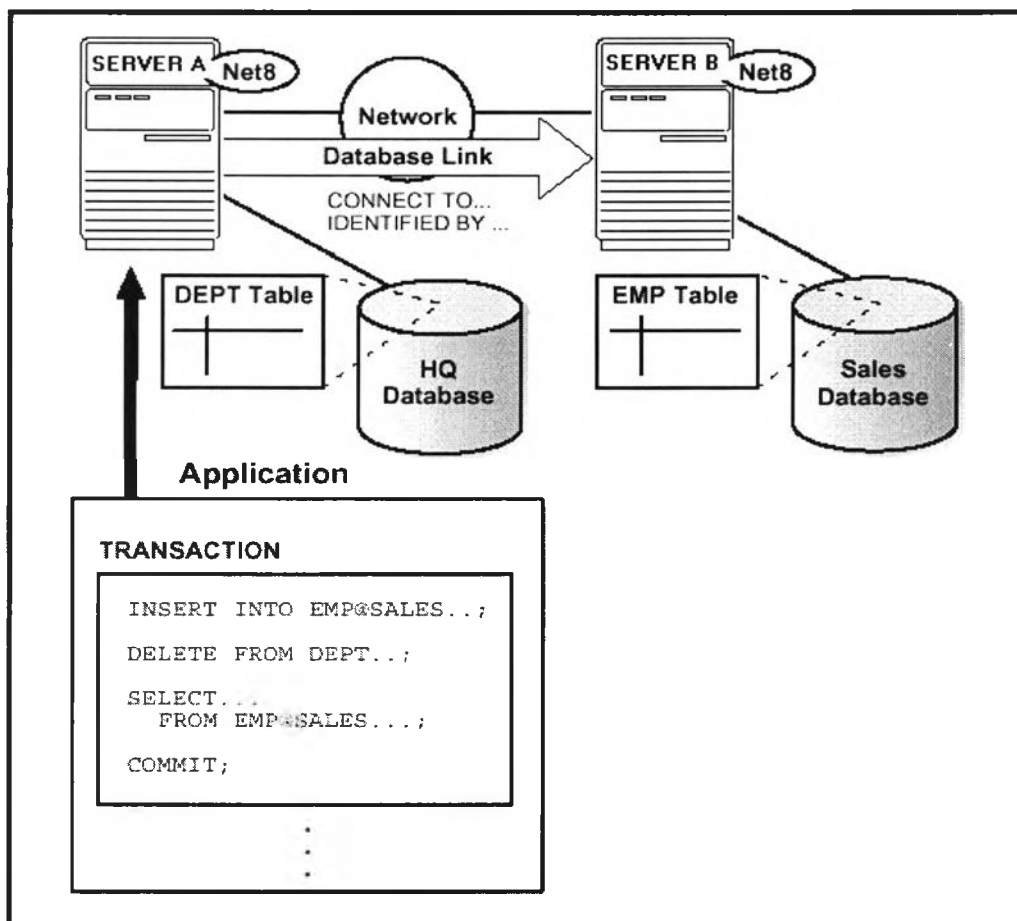 SERVER A
Net8
Network
Database Link
CONNECT TO...
IDENTIFIED BY ...
SERVER B
Net8
DEPT Table
HQ
Database
EMP Table
Sales
Database
Application
TRANSACTION
INSERT INTO EMP@SALES..;
DELETE FROM DEPT..;
SELECT...
FROM EMP@SALES...;
COMMIT;